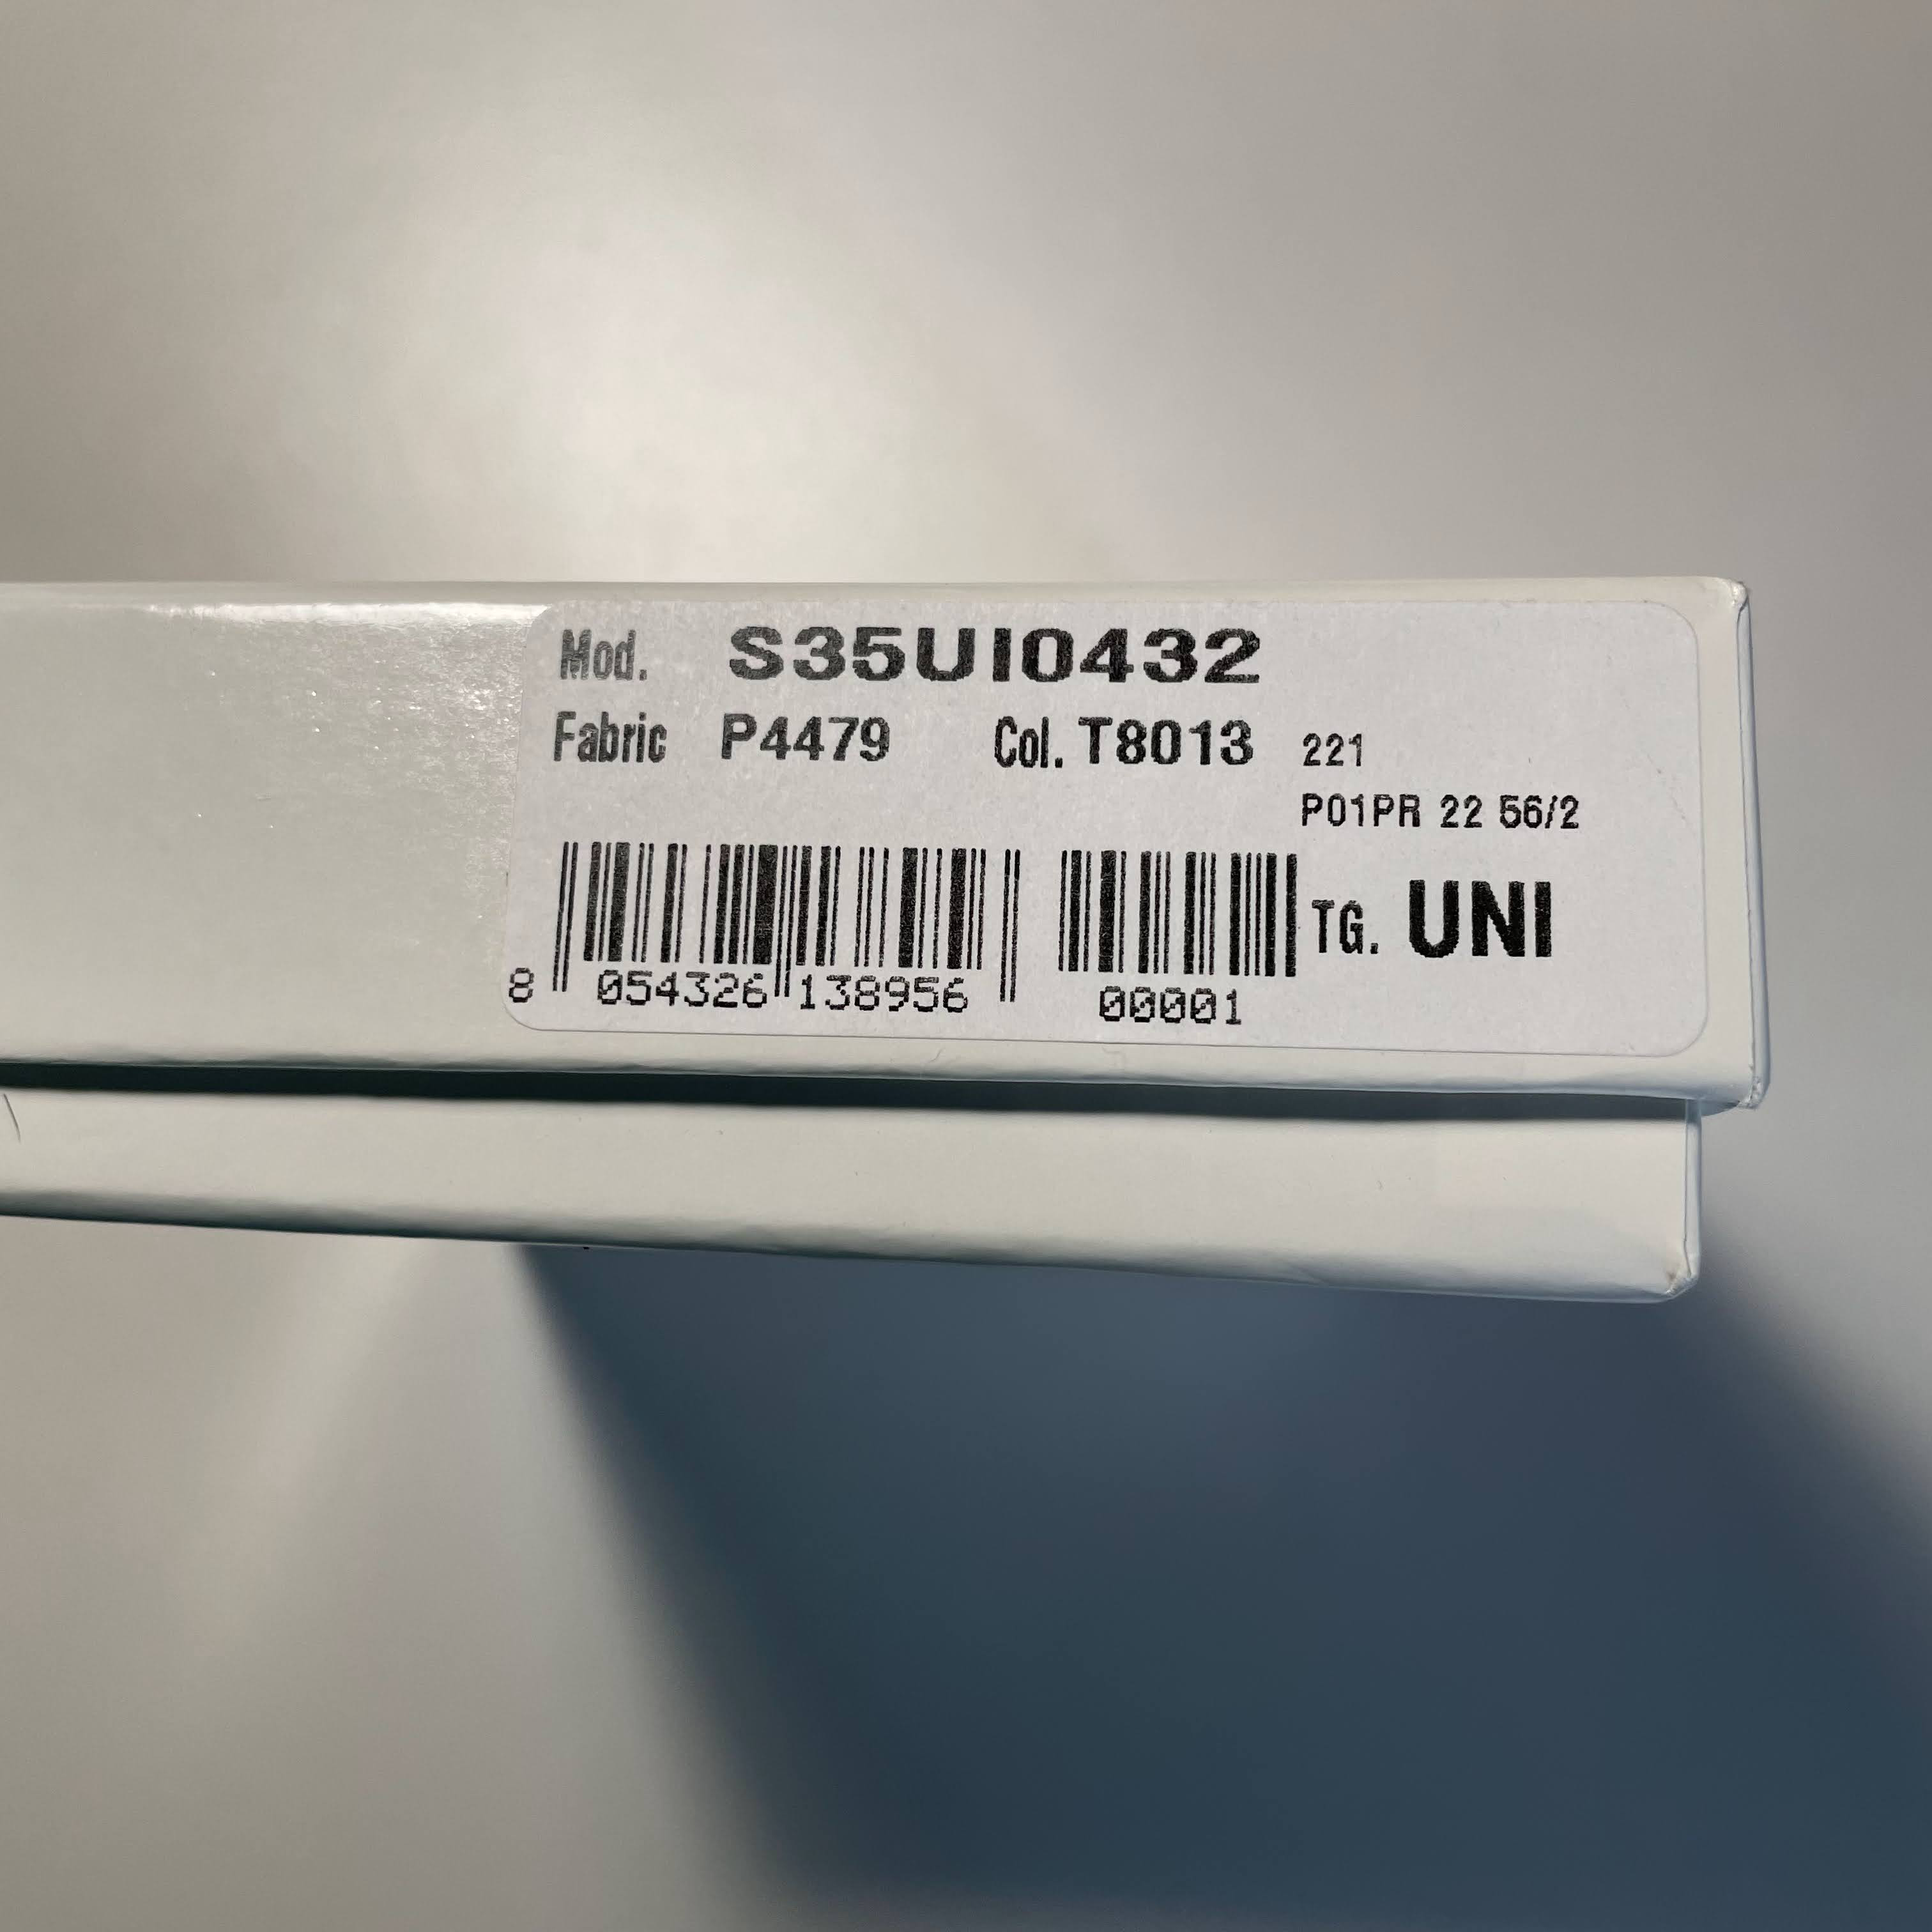 Mod. S35UI0432
Fabric P4479 Col. T8013 221
P01PR 22 56/2
TG. UNI
8 054326 138956 00001